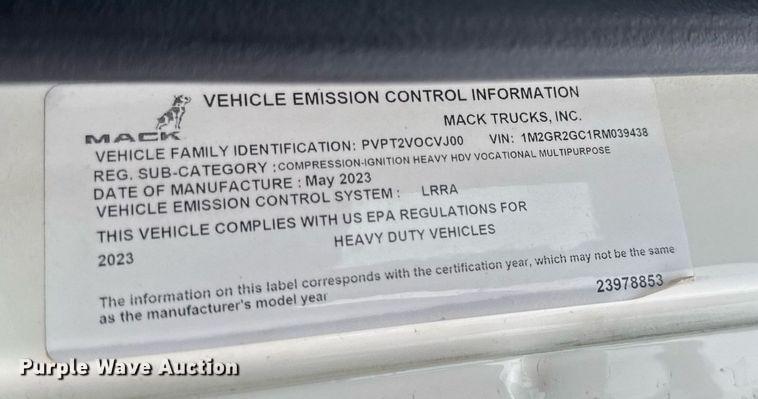 VEHICLE EMISSION CONTROL INFORMATION
MACK
MACK TRUCKS, INC.
VEHICLE FAMILY IDENTIFICATION: PVPT2VOCVJ00 VIN: 1M2GR2GC1RM039438
REG. SUB-CATEGORY :COMPRESSION-IGNITION HEAVY HDV VOCATIONAL MULTIPURPOSE
DATE OF MANUFACTURE : May 2023
VEHICLE EMISSION CONTROL SYSTEM : LRRA
THIS VEHICLE COMPLIES WITH US EPA REGULATIONS FOR
2023 HEAVY DUTY VEHICLES
The information on this label corresponds with the certification year, which may not be the same
as the manufacturer's model year
23978853
Purple Wave Auction